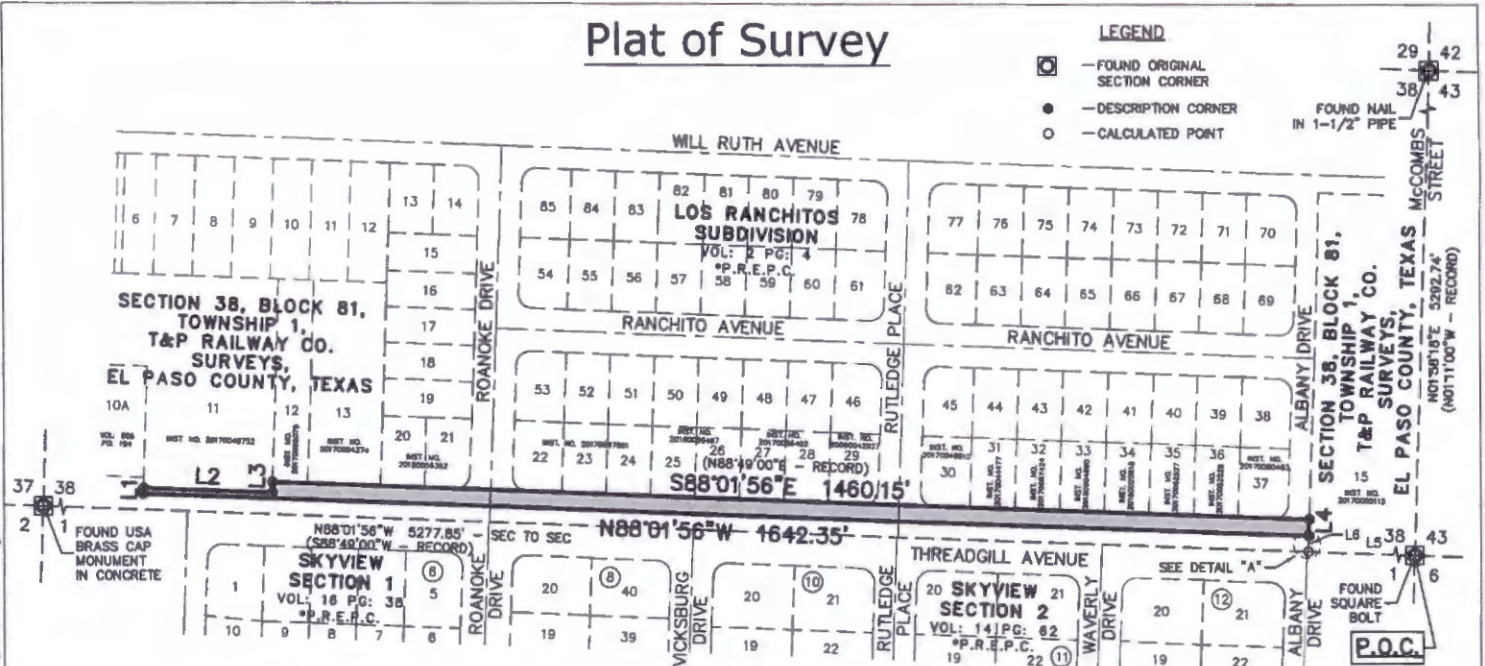 Plat of Survey
LEGEND
—FOUND ORIGINAL
SECTION CORNER
—DESCRIPTION CORNER
—CALCULATED POINT
29 42
38 43
FOUND NAIL
IN 1-1/2" PIPE
McCOMBS
STREET
WILL RUTH AVENUE
6 7 8 9 10 11 12
13 14
15
16
17
18
19
20 21
ROANOKE DRIVE
85 84 83 82 81 80 79 78
LOS RANCHITOS
SUBDIVISION
VOL: 2 PG: 4
*P.R.E.P.C.
54 55 56 57 58 59 60 61
77 76 75 74 73 72 71 70
62 63 64 65 66 67 68 69
RUTLEDGE PLACE
ALBANY DRIVE
SECTION 38, BLOCK 81,
TOWNSHIP 1,
T&P RAILWAY CO.
SURVEYS,
EL PASO COUNTY, TEXAS
N01°58'18"E 5292.74'
(N01°11'00"W - RECORD)
SECTION 38, BLOCK 81,
TOWNSHIP 1,
T&P RAILWAY CO.
SURVEYS,
EL PASO COUNTY, TEXAS
RANCHITO AVENUE
RANCHITO AVENUE
10A 11 12 13
53 52 51 50 49 48 47 46
45 44 43 42 41 40 39 38
22 23 24 25 26 27 28 29
30 31 32 33 34 35 36 37
15
(N88°49'00"E - RECORD)
S88°01'56"E 1460.15'
L1 L2 L3
L4 L6 L5
37 38
2 1
FOUND USA
BRASS CAP
MONUMENT
IN CONCRETE
N88°01'56"W 5277.85' - SEC TO SEC
(S88°49'00"W - RECORD)
N88°01'56"W 1642.35'
THREADGILL AVENUE
SEE DETAIL "A"
38 43
1 6
FOUND
SQUARE
BOLT
P.O.C.
SKYVIEW
SECTION 1
VOL: 16 PG: 38
*P.R.E.P.C.
1 8 5
10 9 8 7 6
ROANOKE
DRIVE
20 8 40
19 39
VICKSBURG
DRIVE
10
20 21
19 22
RUTLEDGE
PLACE
20 SKYVIEW 21
SECTION 2
VOL: 14 PG: 62
*P.R.E.P.C.
19 22 11
WAVERLY
DRIVE
12
20 21
19 22
ALBANY
DRIVE